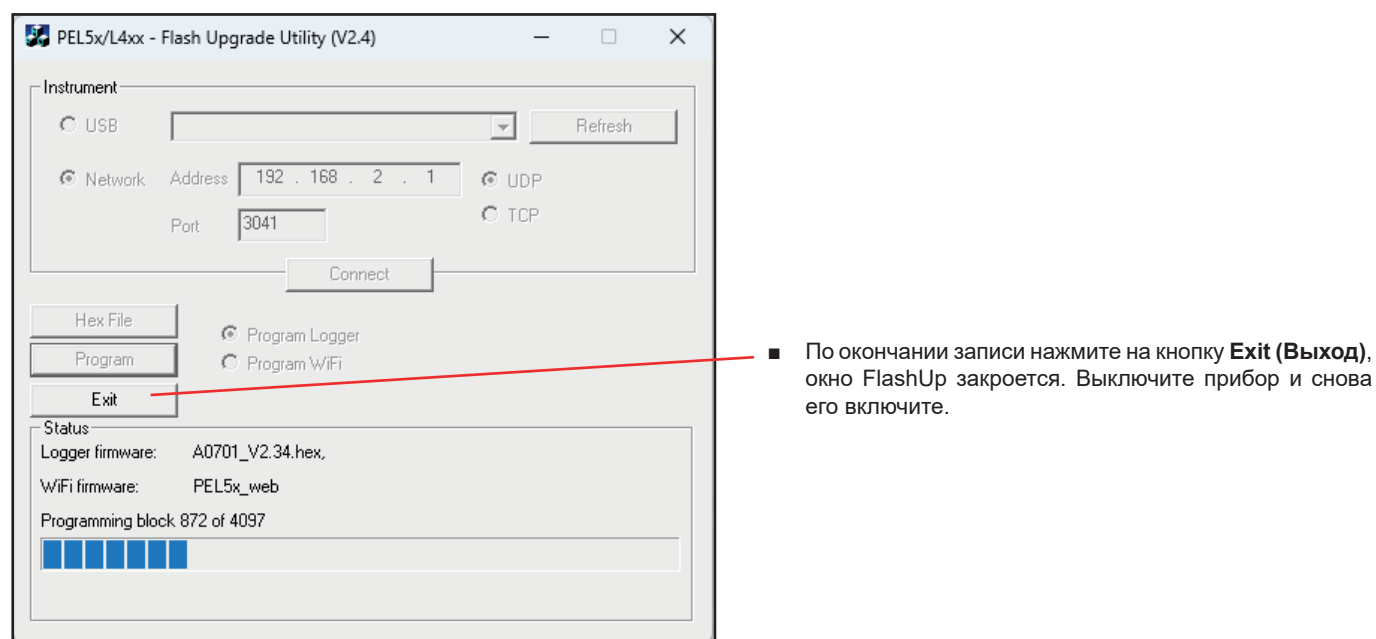 PEL5x/L4xx - Flash Upgrade Utility (V2.4)
Instrument
USB
Refresh
Network Address 192 . 168 . 2 . 1 UDP
Port 3041 TCP
Connect
Hex File
Program Logger
Program
Program WiFi
Exit
■ По окончании записи нажмите на кнопку Exit (Выход),
окно FlashUp закроется. Выключите прибор и снова
его включите.
Status
Logger firmware: A0701_V2.34.hex,
WiFi firmware: PEL5x_web
Programming block 872 of 4097